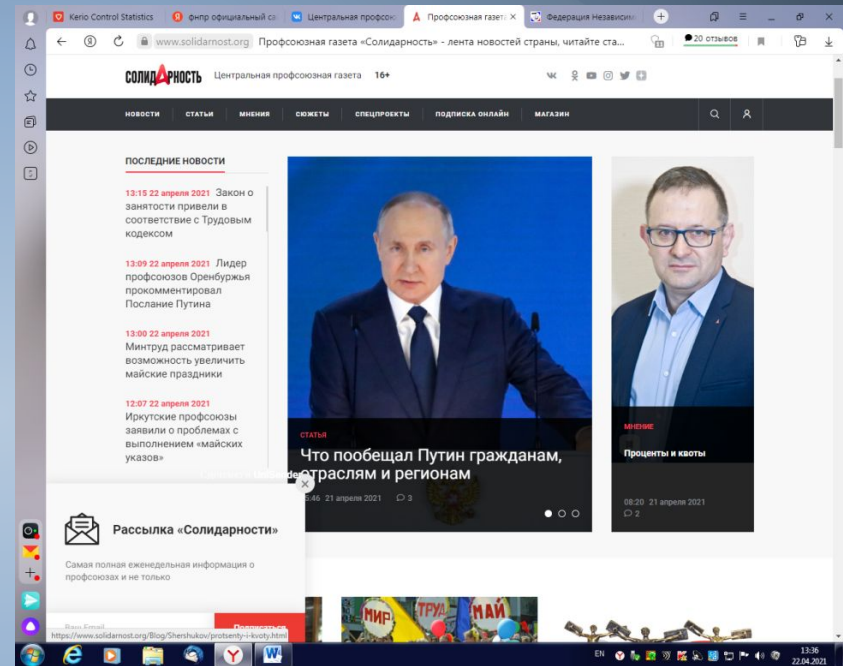 Kerio Control Statistics
фнпр официальный са
Центральная профсою
Профсоюзная газета
Федерация Независим
www.solidarnost.org Профсоюзная газета «Солидарность» - лента новостей страны, читайте ста...
20 отзывов
СОЛИДАРНОСТЬ
Центральная профсоюзная газета 16+
НОВОСТИ СТАТЬИ МНЕНИЯ СЮЖЕТЫ СПЕЦПРОЕКТЫ ПОДПИСКА ОНЛАЙН МАГАЗИН
ПОСЛЕДНИЕ НОВОСТИ
13:15 22 апреля 2021 Закон о
занятости привели в
соответствие с Трудовым
кодексом
13:09 22 апреля 2021 Лидер
профсоюзов Оренбуржья
прокомментировал
Послание Путина
13:00 22 апреля 2021
Минтруд рассматривает
возможность увеличить
майские праздники
12:07 22 апреля 2021
Иркутские профсоюзы
заявили о проблемах с
выполнением «майских
указов»
СТАТЬЯ
Что пообещал Путин гражданам,
отраслям и регионам
21 апреля 2021 3
МНЕНИЕ
Проценты и квоты
08:20 21 апреля 2021
2
Рассылка «Солидарности»
Самая полная еженедельная информация о
профсоюзах и не только
Ваш Email
Подписаться
https://www.solidarnost.org/Blog/Shershukov/protsenty-i-kvoty.html
МИР ТРУД МАЙ
EN
13:36
22.04.2021